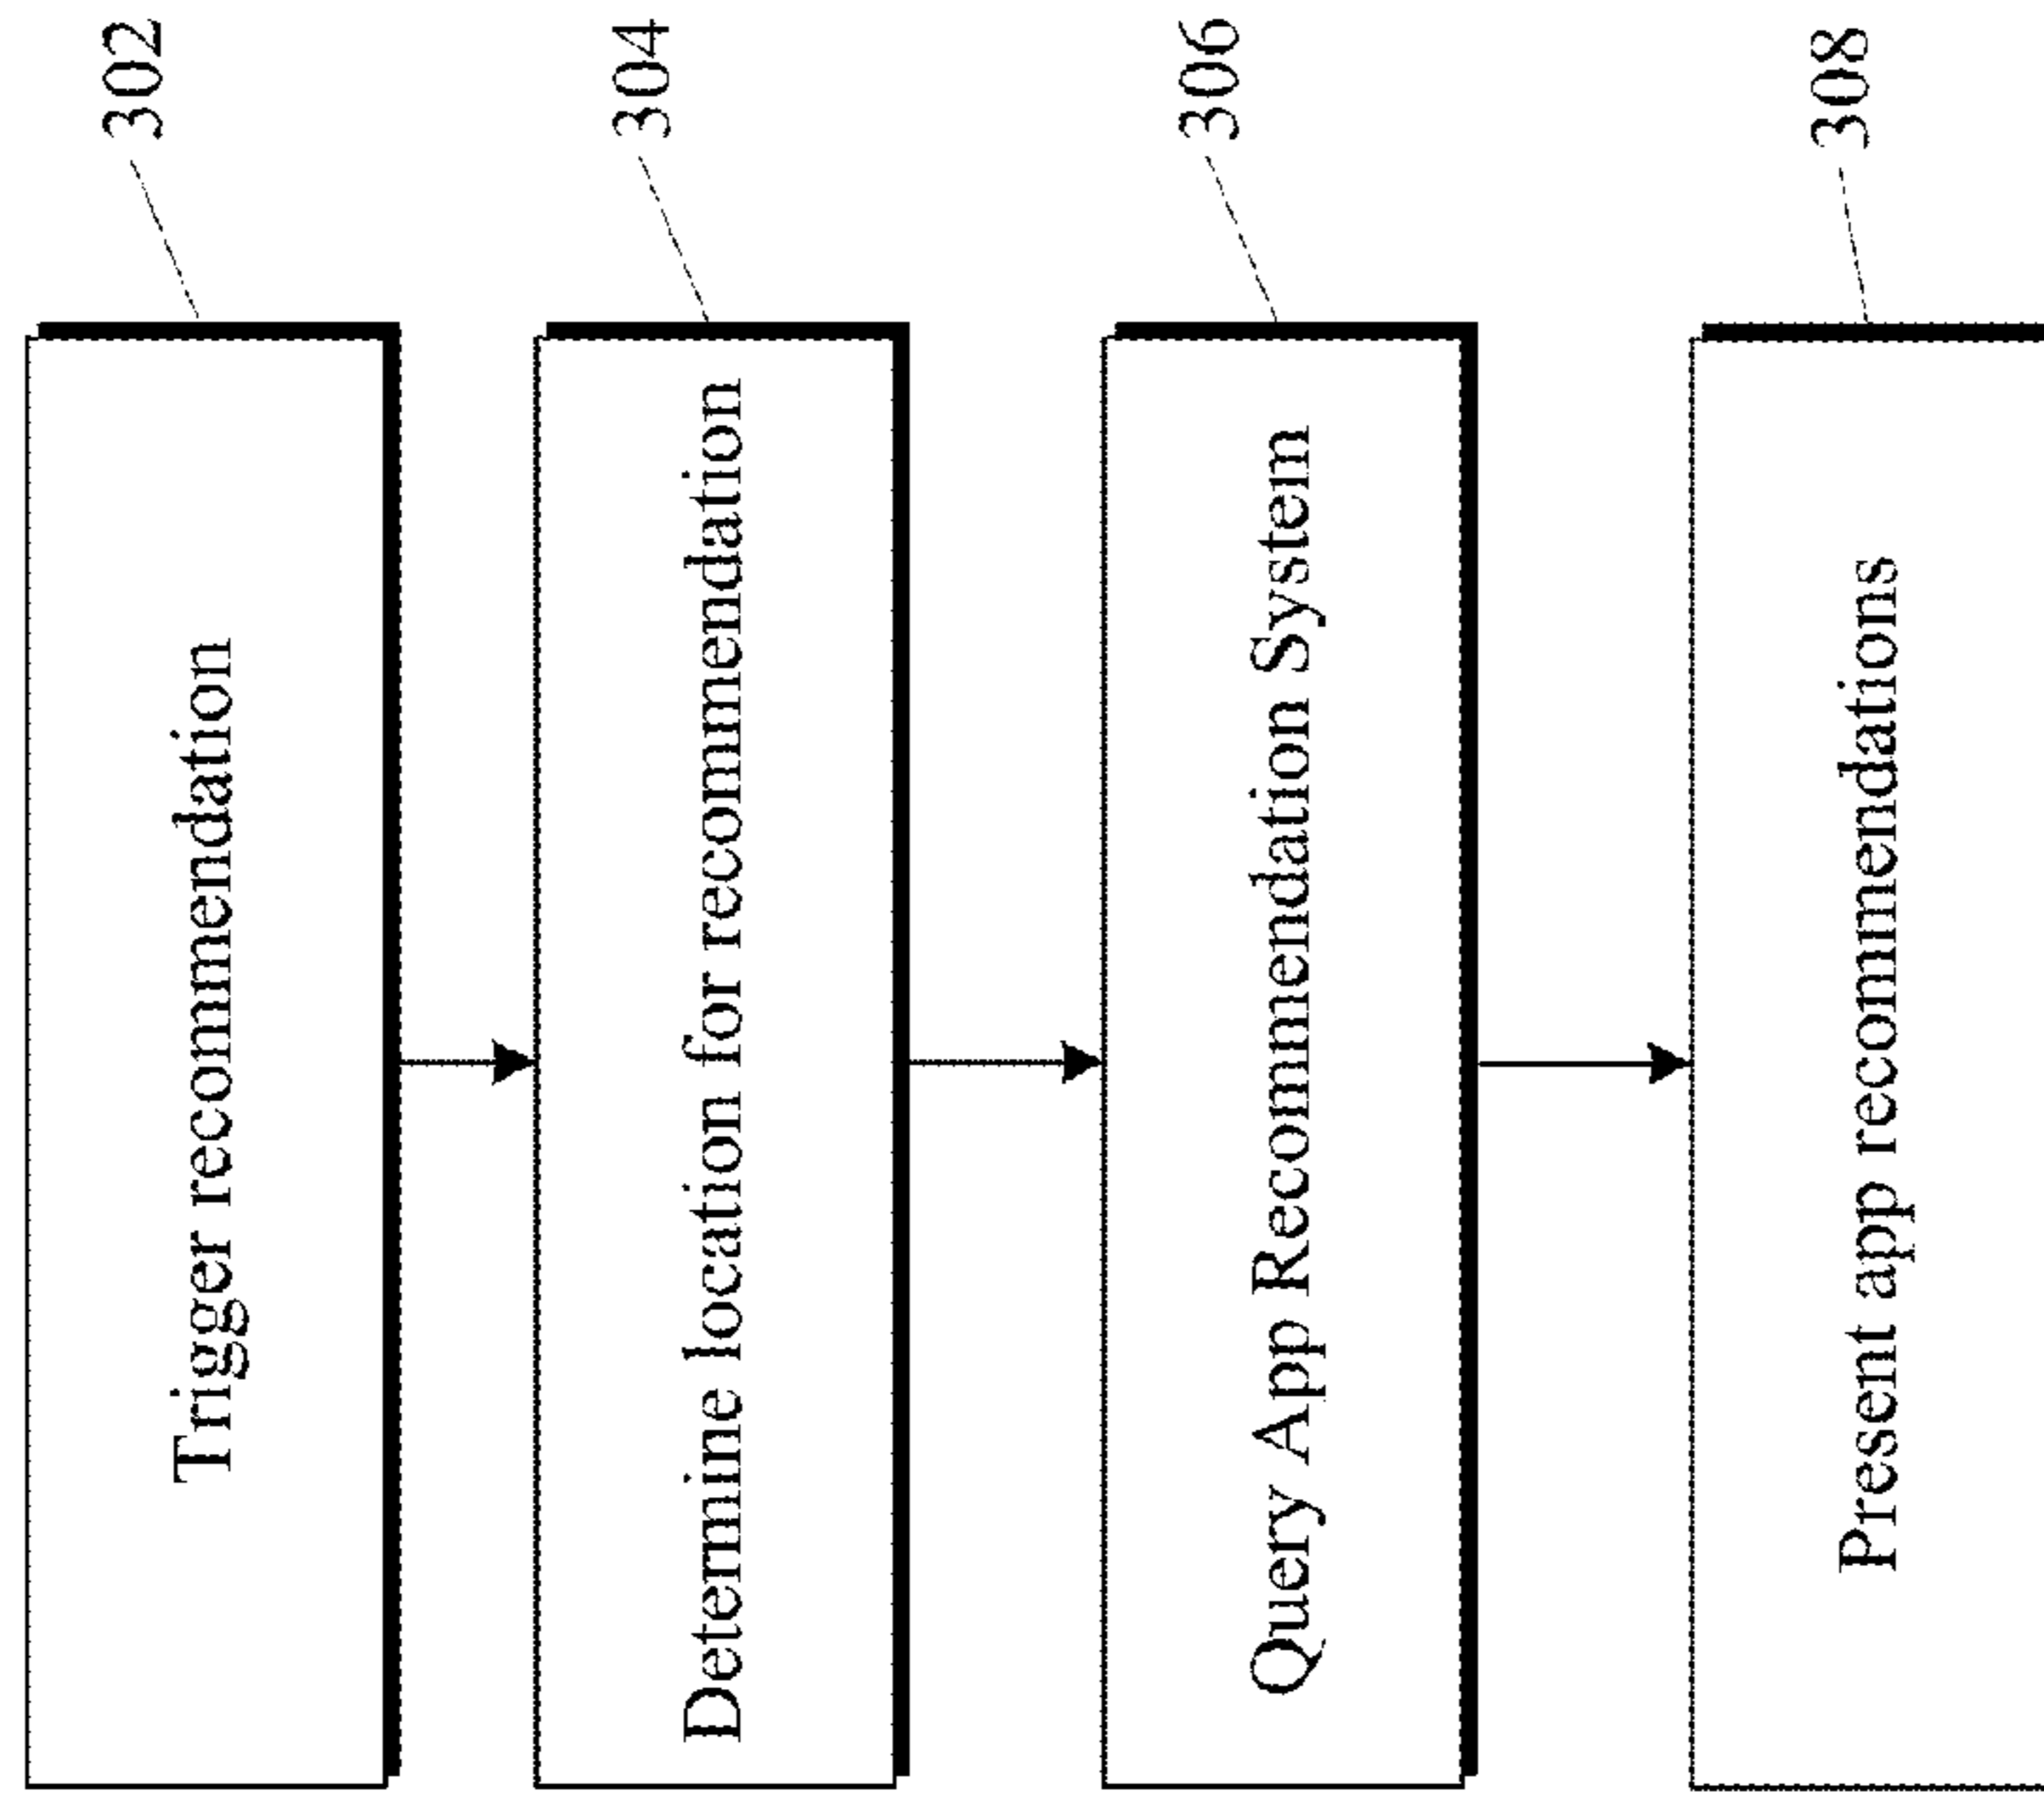 Trigger recommendation
302
Determine location for recommendation
304
Query App Recommendation System
306
Present app recommendations
308